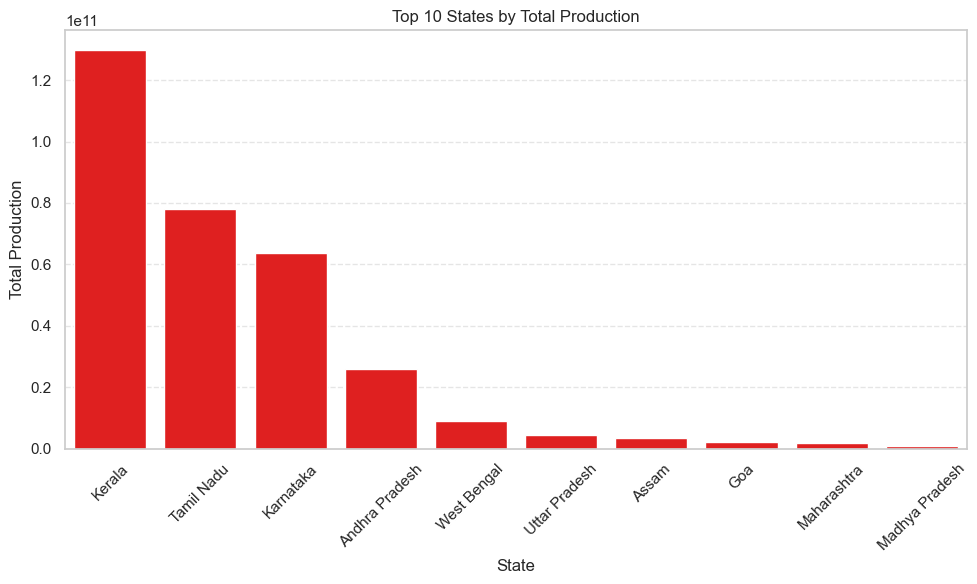 Top 10 States by Total Production
1e11
1.2
1.0
0.8
0.6
0.4
0.2
0.0
Total Production
Kerala
Tamil Nadu
Karnataka
Andhra Pradesh
West Bengal
Uttar Pradesh
Assam
Goa
Maharashtra
Madhya Pradesh
State